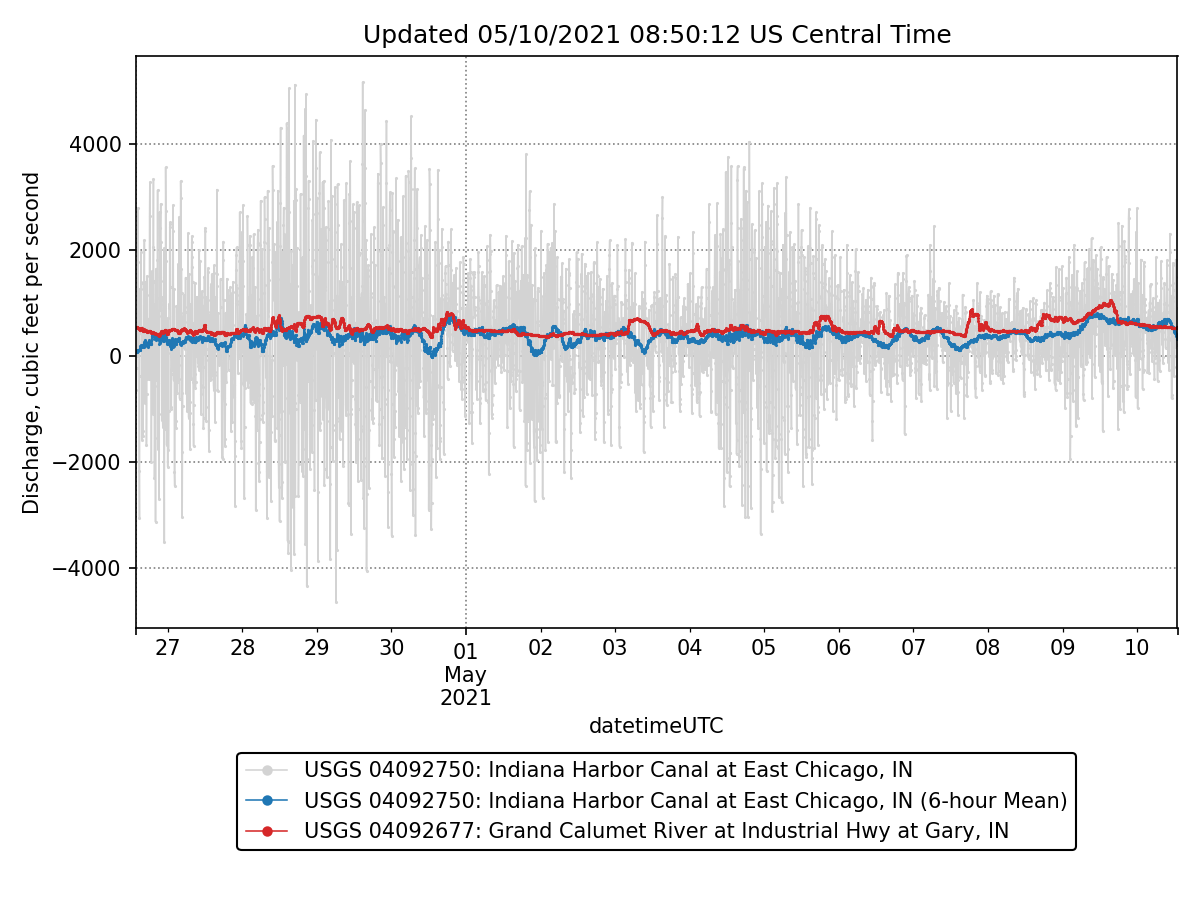 Updated 05/10/2021 08:50:12 US Central Time
Discharge, cubic feet per second
4000
2000
0
−2000
−4000
27 28 29 30 01 02 03 04 05 06 07 08 09 10
May
2021
datetimeUTC
USGS 04092750: Indiana Harbor Canal at East Chicago, IN
USGS 04092750: Indiana Harbor Canal at East Chicago, IN (6-hour Mean)
USGS 04092677: Grand Calumet River at Industrial Hwy at Gary, IN